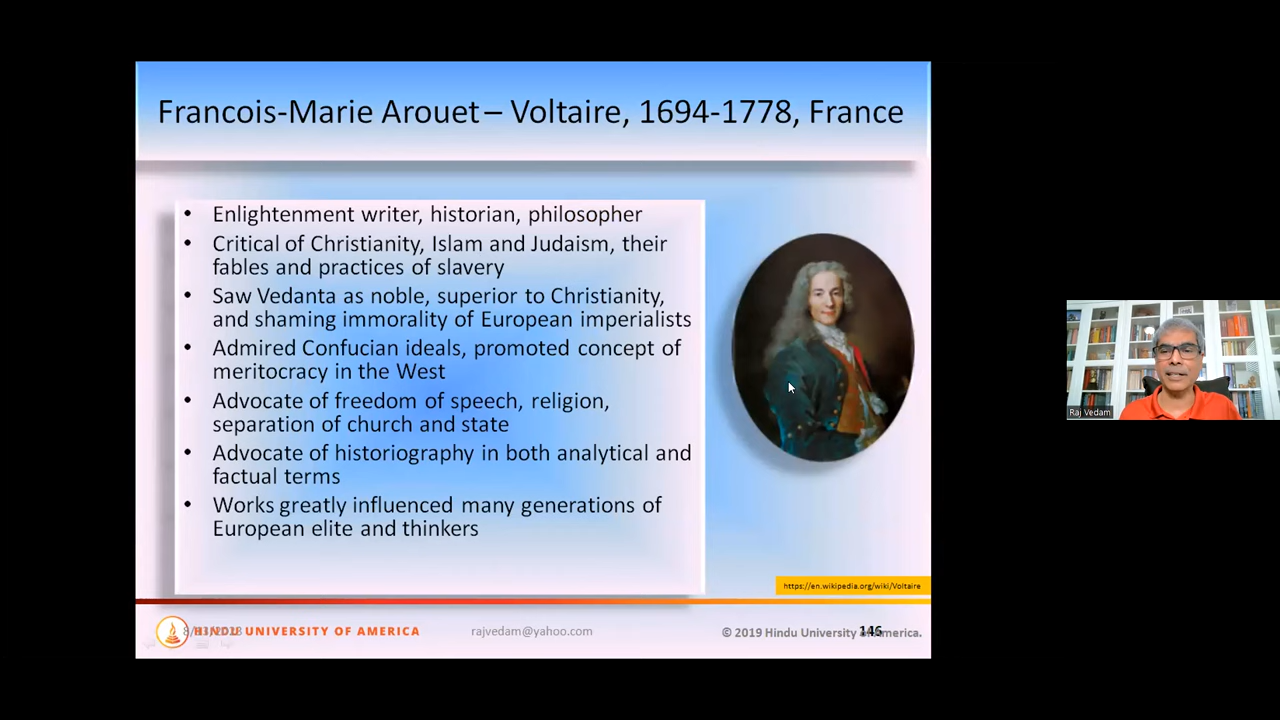 Francois-Marie Arouet – Voltaire, 1694-1778, France
• Enlightenment writer, historian, philosopher
• Critical of Christianity, Islam and Judaism, their
fables and practices of slavery
• Saw Vedanta as noble, superior to Christianity,
and shaming immorality of European imperialists
• Admired Confucian ideals, promoted concept of
meritocracy in the West
• Advocate of freedom of speech, religion,
separation of church and state
• Advocate of historiography in both analytical and
factual terms
• Works greatly influenced many generations of
European elite and thinkers
Raj Vedam
https://en.wikipedia.org/wiki/Voltaire
HINDU UNIVERSITY OF AMERICA
rajvedam@yahoo.com
© 2019 Hindu University of America.
146